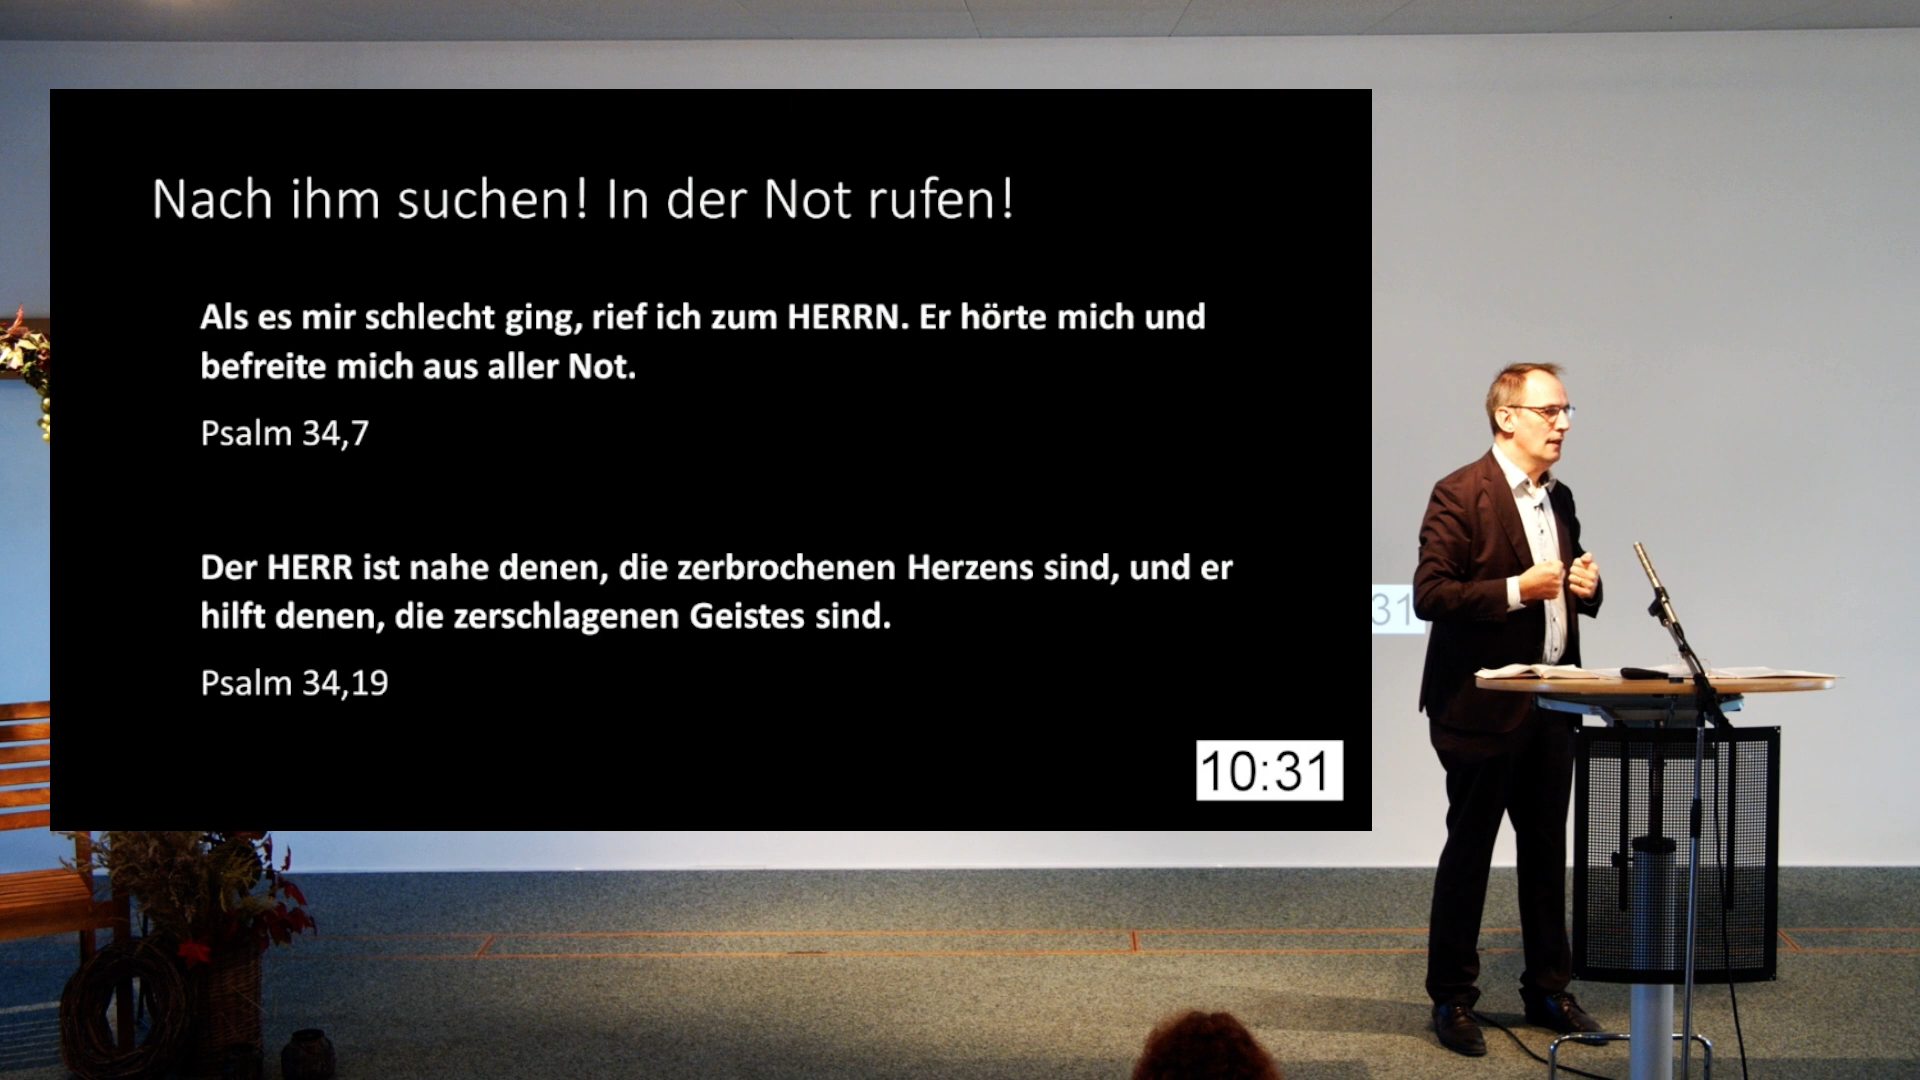 Nach ihm suchen! In der Not rufen!
Als es mir schlecht ging, rief ich zum HERRN. Er hörte mich und
befreite mich aus aller Not.
Psalm 34,7
Der HERR ist nahe denen, die zerbrochenen Herzens sind, und er
hilft denen, die zerschlagenen Geistes sind.
Psalm 34,19
10:31
31